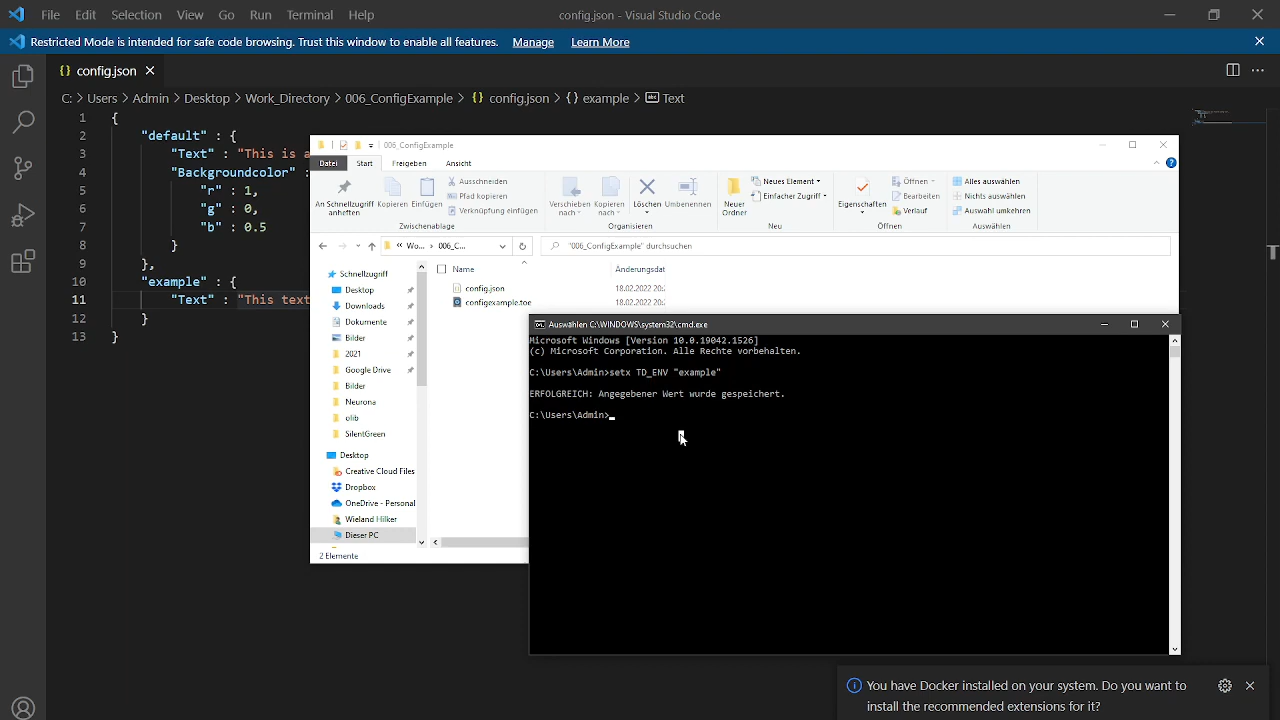 File Edit Selection View Go Run Terminal Help config.json - Visual Studio Code
Restricted Mode is intended for safe code browsing. Trust this window to enable all features. Manage Learn More
{} config.json
C: > Users > Admin > Desktop > Work_Directory > 006_ConfigExample > {} config.json > {} example > abc Text
1 {
2 "default" : {
3 "Text" : "This is a
4 "Backgroundcolor" :
5 "r" : 1,
6 "g" : 0,
7 "b" : 0.5
8 }
9 },
10 "example" : {
11 "Text" : "This text
12 }
13 }
006_ConfigExample
Datei Start Freigeben Ansicht
An Schnellzugriff anheften
Kopieren
Einfügen
Ausschneiden
Pfad kopieren
Verknüpfung einfügen
Zwischenablage
Verschieben nach
Kopieren nach
Löschen
Umbenennen
Organisieren
Neuer Ordner
Neues Element
Einfacher Zugriff
Neu
Eigenschaften
Öffnen
Bearbeiten
Verlauf
Öffnen
Alles auswählen
Nichts auswählen
Auswahl umkehren
Auswählen
« Wo... > 006_C...
"006_ConfigExample" durchsuchen
Schnellzugriff
Desktop
Downloads
Dokumente
Bilder
2021
Google Drive
Bilder
Neurona
olib
SilentGreen
Desktop
Creative Cloud Files
Dropbox
OneDrive - Personal
Wieland Hilker
Dieser PC
2 Elemente
Name Änderungsdat
config.json 18.02.2022 20:
configexample.toe 18.02.2022 20:
Auswählen C:\WINDOWS\system32\cmd.exe
Microsoft Windows [Version 10.0.19042.1526]
(c) Microsoft Corporation. Alle Rechte vorbehalten.
C:\Users\Admin>setx TD_ENV "example"
ERFOLGREICH: Angegebener Wert wurde gespeichert.
C:\Users\Admin>
You have Docker installed on your system. Do you want to
install the recommended extensions for it?